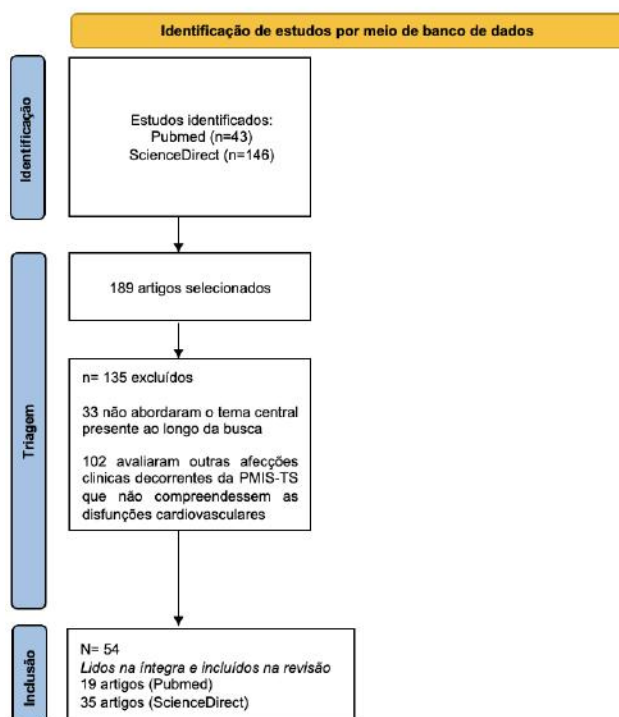 Identificação de estudos por meio de banco de dados
Identificação
Estudos identificados:
Pubmed (n=43)
ScienceDirect (n=146)
Triagem
189 artigos selecionados
n= 135 excluídos
33 não abordaram o tema central
presente ao longo da busca
102 avaliaram outras afecções
clinicas decorrentes da PMIS-TS
que não compreendessem as
disfunções cardiovasculares
Inclusão
N= 54
Lidos na íntegra e incluídos na revisão
19 artigos (Pubmed)
35 artigos (ScienceDirect)